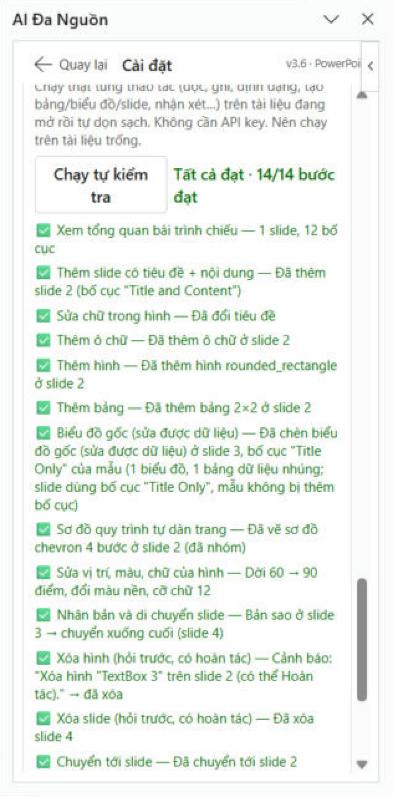 AI Đa Nguồn
Quay lại Cài đặt v3.6 · PowerPoi
Chạy thật từng thao tác (đọc, ghi, định dạng, tạo
bảng/biểu đồ/slide, nhận xét...) trên tài liệu đang
mở rồi tự dọn sạch. Không cần API key. Nên chạy
trên tài liệu trống.
Chạy tự kiểm
tra
Tất cả đạt · 14/14 bước
đạt
✅ Xem tổng quan bài trình chiếu — 1 slide, 12 bố
cục
✅ Thêm slide có tiêu đề + nội dung — Đã thêm
slide 2 (bố cục "Title and Content")
✅ Sửa chữ trong hình — Đã đổi tiêu đề
✅ Thêm ô chữ — Đã thêm ô chữ ở slide 2
✅ Thêm hình — Đã thêm hình rounded_rectangle
ở slide 2
✅ Thêm bảng — Đã thêm bảng 2×2 ở slide 2
✅ Biểu đồ gốc (sửa được dữ liệu) — Đã chèn biểu
đồ gốc (sửa được dữ liệu) ở slide 3, bố cục "Title
Only" của mẫu (1 biểu đồ, 1 bảng dữ liệu nhúng;
slide dùng bố cục "Title Only", mẫu không bị thêm
bố cục)
✅ Sơ đồ quy trình tự dàn trang — Đã vẽ sơ đồ
chevron 4 bước ở slide 2 (đã nhóm)
✅ Sửa vị trí, màu, chữ của hình — Dời 60 → 90
điểm, đổi màu nền, cỡ chữ 12
✅ Nhân bản và di chuyển slide — Bản sao ở slide
3 → chuyển xuống cuối (slide 4)
✅ Xóa hình (hỏi trước, có hoàn tác) — Cảnh báo:
"Xóa hình "TextBox 3" trên slide 2 (có thể Hoàn
tác)." → đã xóa
✅ Xóa slide (hỏi trước, có hoàn tác) — Đã xóa
slide 4
✅ Chuyển tới slide — Đã chuyển tới slide 2